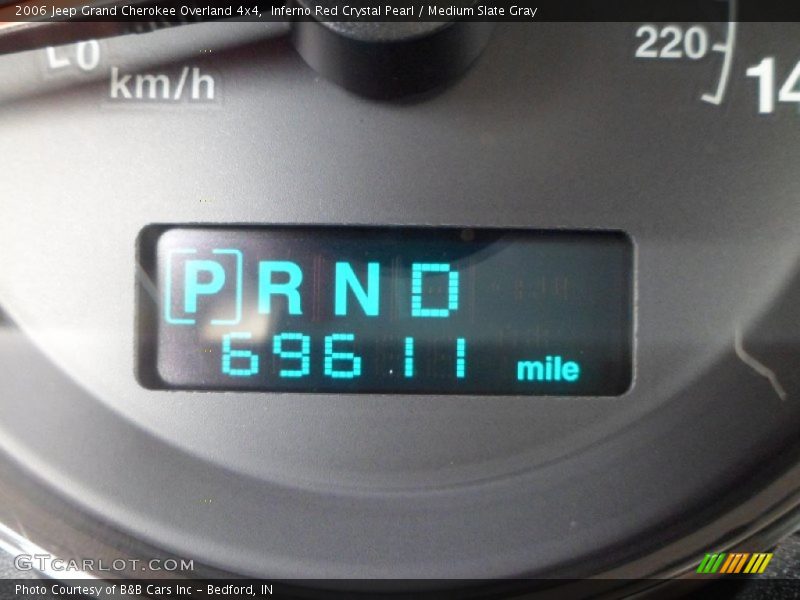 2006 Jeep Grand Cherokee Overland 4x4,  Inferno Red Crystal Pearl / Medium Slate Gray
0
km/h
220
14
P R N D
69611 mile
GTCARLOT.COM
Photo Courtesy of B&B Cars Inc – Bedford, IN